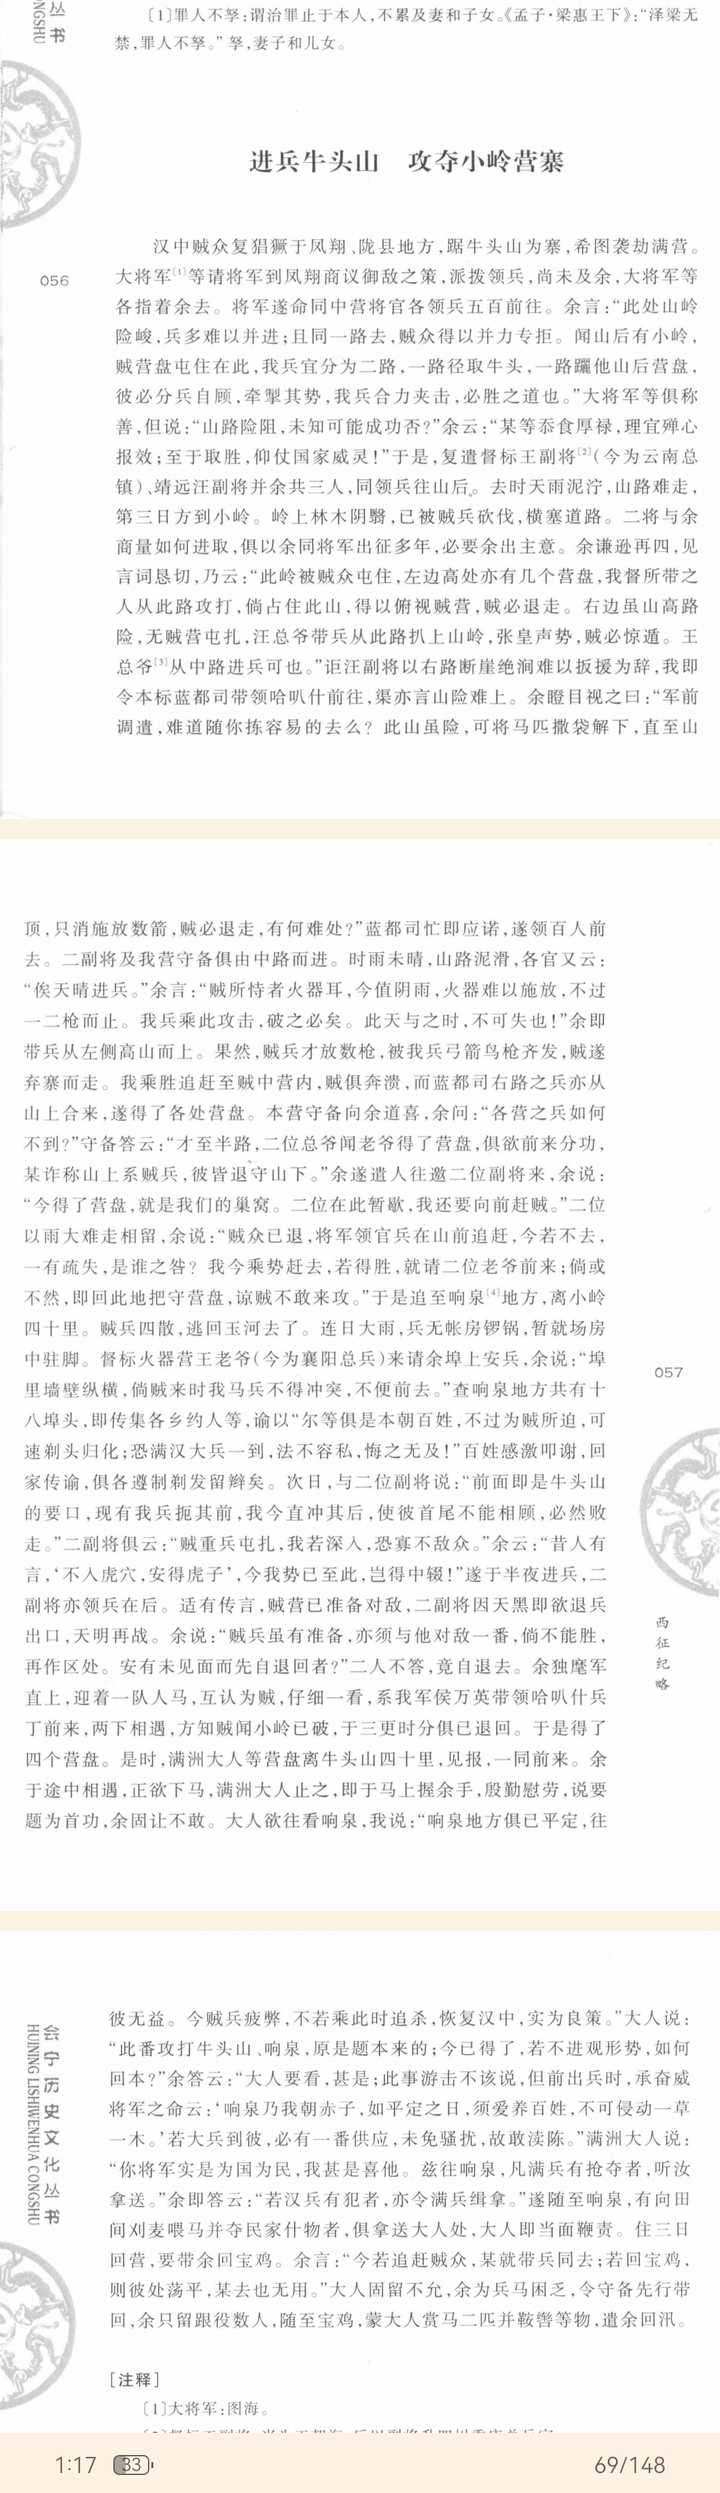 丛书
NGSHU
〔1〕罪人不孥:谓治罪止于本人,不累及妻和子女。《孟子·梁惠王下》:“泽梁无
禁,罪人不孥。”孥,妻子和儿女。
进兵牛头山 攻夺小岭营寨
056
汉中贼众复猖獗于凤翔、陇县地方,踞牛头山为寨,希图袭劫满营。
大将军〔1〕等请将军到凤翔商议御敌之策,派拨领兵,尚未及余,大将军等
各指着余去。将军遂命同中营将官各领兵五百前往。余言:“此处山岭
险峻,兵多难以并进;且同一路去,贼众得以并力专拒。闻山后有小岭,
贼营盘屯住在此,我兵宜分为二路,一路径取牛头,一路躧他山后营盘,
彼必分兵自顾,牵掣其势,我兵合力夹击,必胜之道也。”大将军等俱称
善,但说:“山路险阻,未知可能成功否?”余云:“某等忝食厚禄,理宜殚心
报效;至于取胜,仰仗国家威灵!”于是,复遣督标王副将〔2〕(今为云南总
镇)、靖远汪副将并余共三人,同领兵往山后。去时天雨泥泞,山路难走,
第三日方到小岭。岭上林木阴翳,已被贼兵砍伐,横塞道路。二将与余
商量如何进取,俱以余同将军出征多年,必要余出主意。余谦逊再四,见
言词恳切,乃云:“此岭被贼众屯住,左边高处亦有几个营盘,我督所带之
人从此路攻打,倘占住此山,得以俯视贼营,贼必退走。右边虽山高路
险,无贼营屯扎,汪总爷带兵从此路扒上山岭,张皇声势,贼必惊遁。王
总爷〔3〕从中路进兵可也。”讵汪副将以右路断崖绝涧难以扳援为辞,我即
令本标蓝都司带领哈叭什前往,渠亦言山险难上。余瞪目视之曰:“军前
调遣,难道随你拣容易的去么?此山虽险,可将马匹撒袋解下,直至山
顶,只消施放数箭,贼必退走,有何难处?”蓝都司忙即应诺,遂领百人前
去。二副将及我营守备俱由中路而进。时雨未晴,山路泥滑,各官又云:
“俟天晴进兵。”余言:“贼所恃者火器耳,今值阴雨,火器难以施放,不过
一二枪而止。我兵乘此攻击,破之必矣。此天与之时,不可失也!”余即
带兵从左侧高山而上。果然,贼兵才放数枪,被我兵弓箭鸟枪齐发,贼遂
弃寨而走。我乘胜追赶至贼中营内,贼俱奔溃,而蓝都司右路之兵亦从
山上合来,遂得了各处营盘。本营守备向余道喜,余问:“各营之兵如何
不到?”守备答云:“才至半路,二位总爷闻老爷得了营盘,俱欲前来分功,
某诈称山上系贼兵,彼皆退守山下。”余遂遣人往邀二位副将来,余说:
“今得了营盘,就是我们的巢窝。二位在此暂歇,我还要向前赶贼。”二位
以雨大难走相留,余说:“贼众已退,将军领官兵在山前追赶,今若不去,
一有疏失,是谁之咎?我今乘势赶去,若得胜,就请二位老爷前来;倘或
不然,即回此地把守营盘,谅贼不敢来攻。”于是追至响泉〔4〕地方,离小岭
四十里。贼兵四散,逃回玉河去了。连日大雨,兵无帐房锣锅,暂就场房
中驻脚。督标火器营王老爷(今为襄阳总兵)来请余埠上安兵,余说:“埠
里墙壁纵横,倘贼来时我马兵不得冲突,不便前去。”查响泉地方共有十
八埠头,即传集各乡约人等,谕以“尔等俱是本朝百姓,不过为贼所迫,可
速剃头归化;恐满汉大兵一到,法不容私,悔之无及!”百姓感激叩谢,回
家传谕,俱各遵制剃发留辫矣。次日,与二位副将说:“前面即是牛头山
的要口,现有我兵扼其前,我今直冲其后,使彼首尾不能相顾,必然败
走。”二副将俱云:“贼重兵屯扎,我若深入,恐寡不敌众。”余云:“昔人有
言,‘不入虎穴,安得虎子’,今我势已至此,岂得中辍!”遂于半夜进兵,二
副将亦领兵在后。适有传言,贼营已准备对敌,二副将因天黑即欲退兵
出口,天明再战。余说:“贼兵虽有准备,亦须与他对敌一番,倘不能胜,
再作区处。安有未见面而先自退回者?”二人不答,竟自退去。余独麾军
直上,迎着一队人马,互认为贼,仔细一看,系我军侯万英带领哈叭什兵
丁前来,两下相遇,方知贼闻小岭已破,于三更时分俱已退回。于是得了
四个营盘。是时,满洲大人等营盘离牛头山四十里,见报,一同前来。余
于途中相遇,正欲下马,满洲大人止之,即于马上握余手,殷勤慰劳,说要
题为首功,余固让不敢。大人欲往看响泉,我说:“响泉地方俱已平定,往
057
西征纪略
彼无益。今贼兵疲弊,不若乘此时追杀,恢复汉中,实为良策。”大人说:
“此番攻打牛头山、响泉,原是题本来的;今已得了,若不进观形势,如何
回本?”余答云:“大人要看,甚是;此事游击不该说,但前出兵时,承奋威
将军之命云:‘响泉乃我朝赤子,如平定之日,须爱养百姓,不可侵动一草
一木。’若大兵到彼,必有一番供应,未免骚扰,故敢渎陈。”满洲大人说:
“你将军实是为国为民,我甚是喜他。兹往响泉,凡满兵有抢夺者,听汝
拿送。”余即答云:“若汉兵有犯者,亦令满兵缉拿。”遂随至响泉,有向田
间刈麦喂马并夺民家什物者,俱拿送大人处,大人即当面鞭责。住三日
回营,要带余回宝鸡。余言:“今若追赶贼众,某就带兵同去;若回宝鸡,
则彼处荡平,某去也无用。”大人固留不允,余为兵马困乏,令守备先行带
回,余只留跟役数人,随至宝鸡,蒙大人赏马二匹并鞍辔等物,遣余回汛。
会宁历史文化丛书
HUINING LISHIWENHUA CONGSHU
[注释]
〔1〕大将军:图海。
1:17
33
69/148